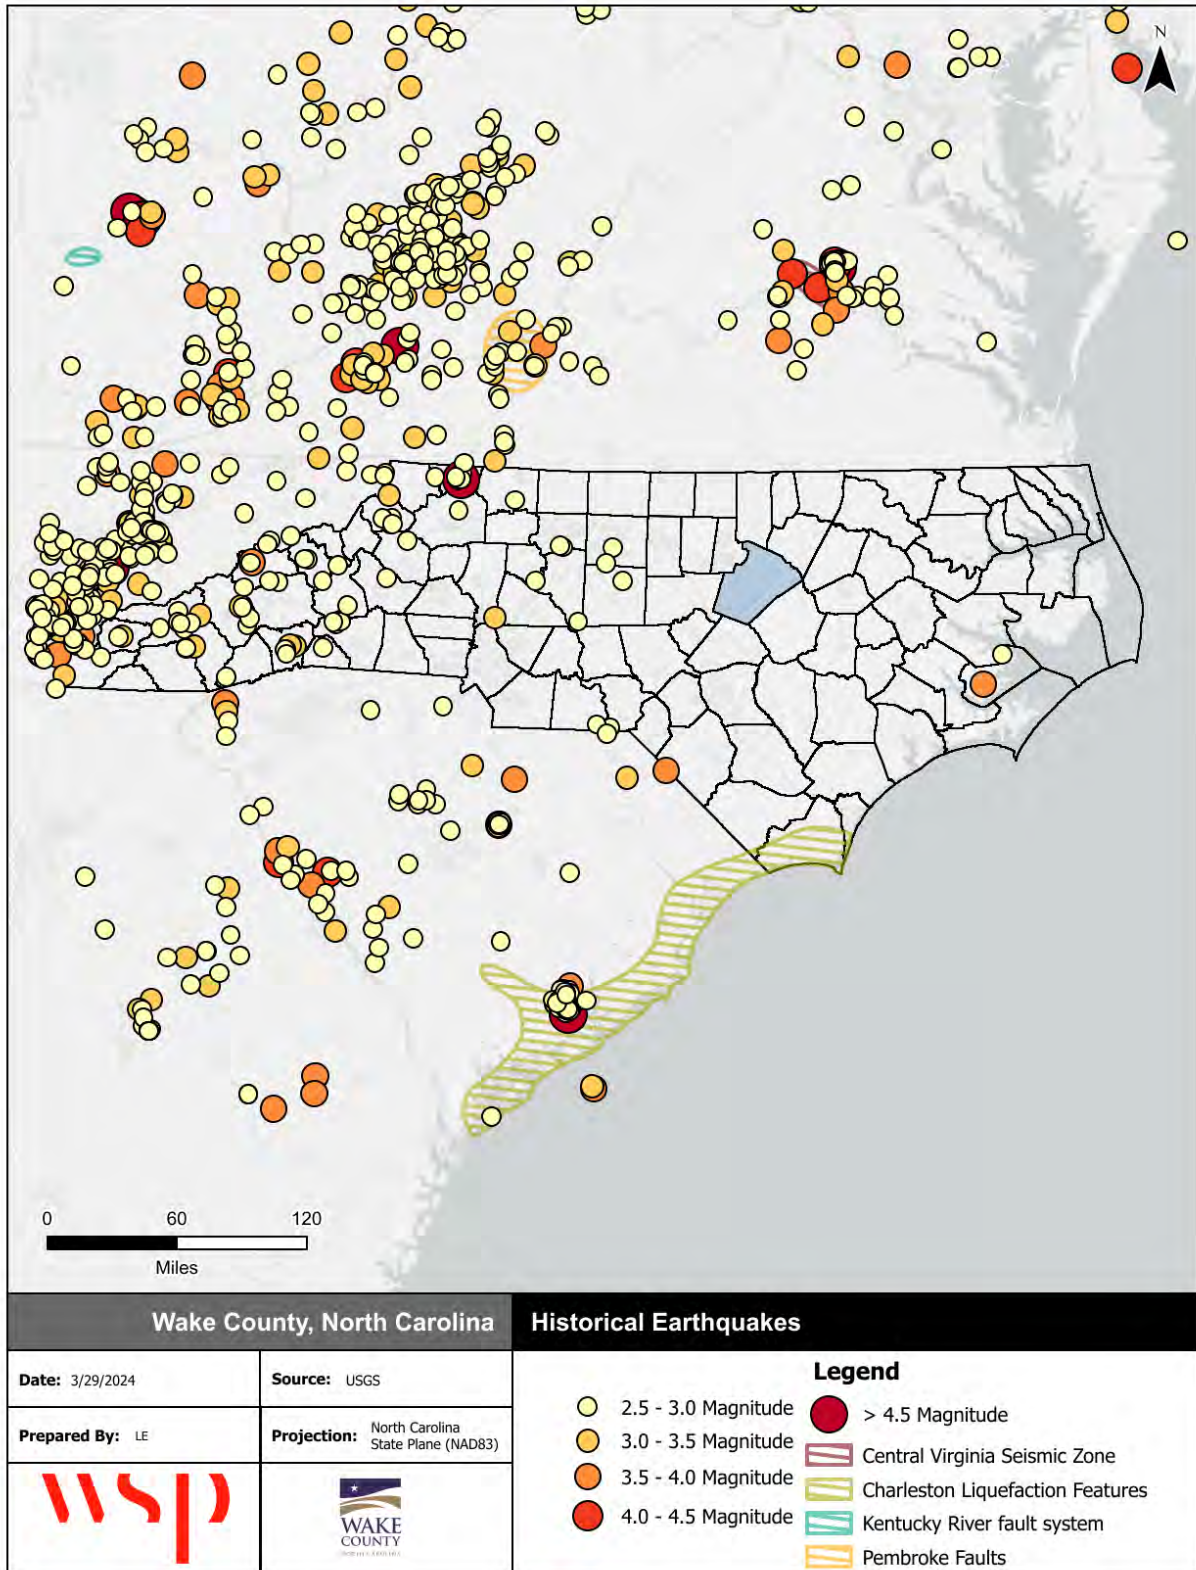 N
0 60 120
Miles
Wake County, North Carolina
Historical Earthquakes
Date: 3/29/2024
Source: USGS
Prepared By: LE
Projection: North Carolina
State Plane (NAD83)
wsp
WAKE
COUNTY
NORTH CAROLINA
Legend
2.5 - 3.0 Magnitude
3.0 - 3.5 Magnitude
3.5 - 4.0 Magnitude
4.0 - 4.5 Magnitude
> 4.5 Magnitude
Central Virginia Seismic Zone
Charleston Liquefaction Features
Kentucky River fault system
Pembroke Faults